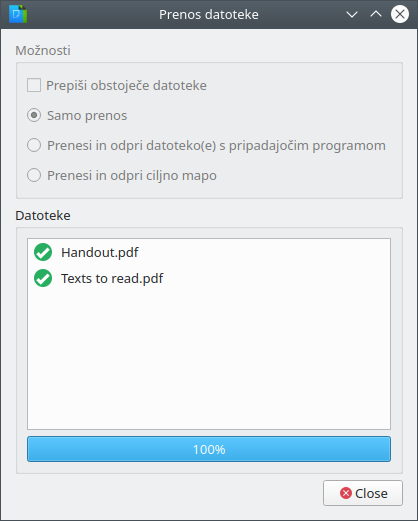 Prenos datoteke
Možnosti
Prepiši obstoječe datoteke
Samo prenos
Prenesi in odpri datoteko(e) s pripadajočim programom
Prenesi in odpri ciljno mapo
Datoteke
Handout.pdf
Texts to read.pdf
100%
Close